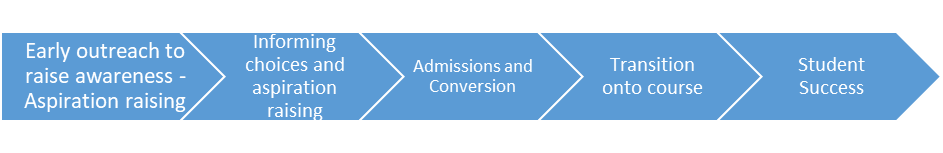 Early outreach to
raise awareness -
Aspiration raising
Informing
choices and
aspiration
raising
Admissions and
Conversion
Transition
onto course
Student
Success